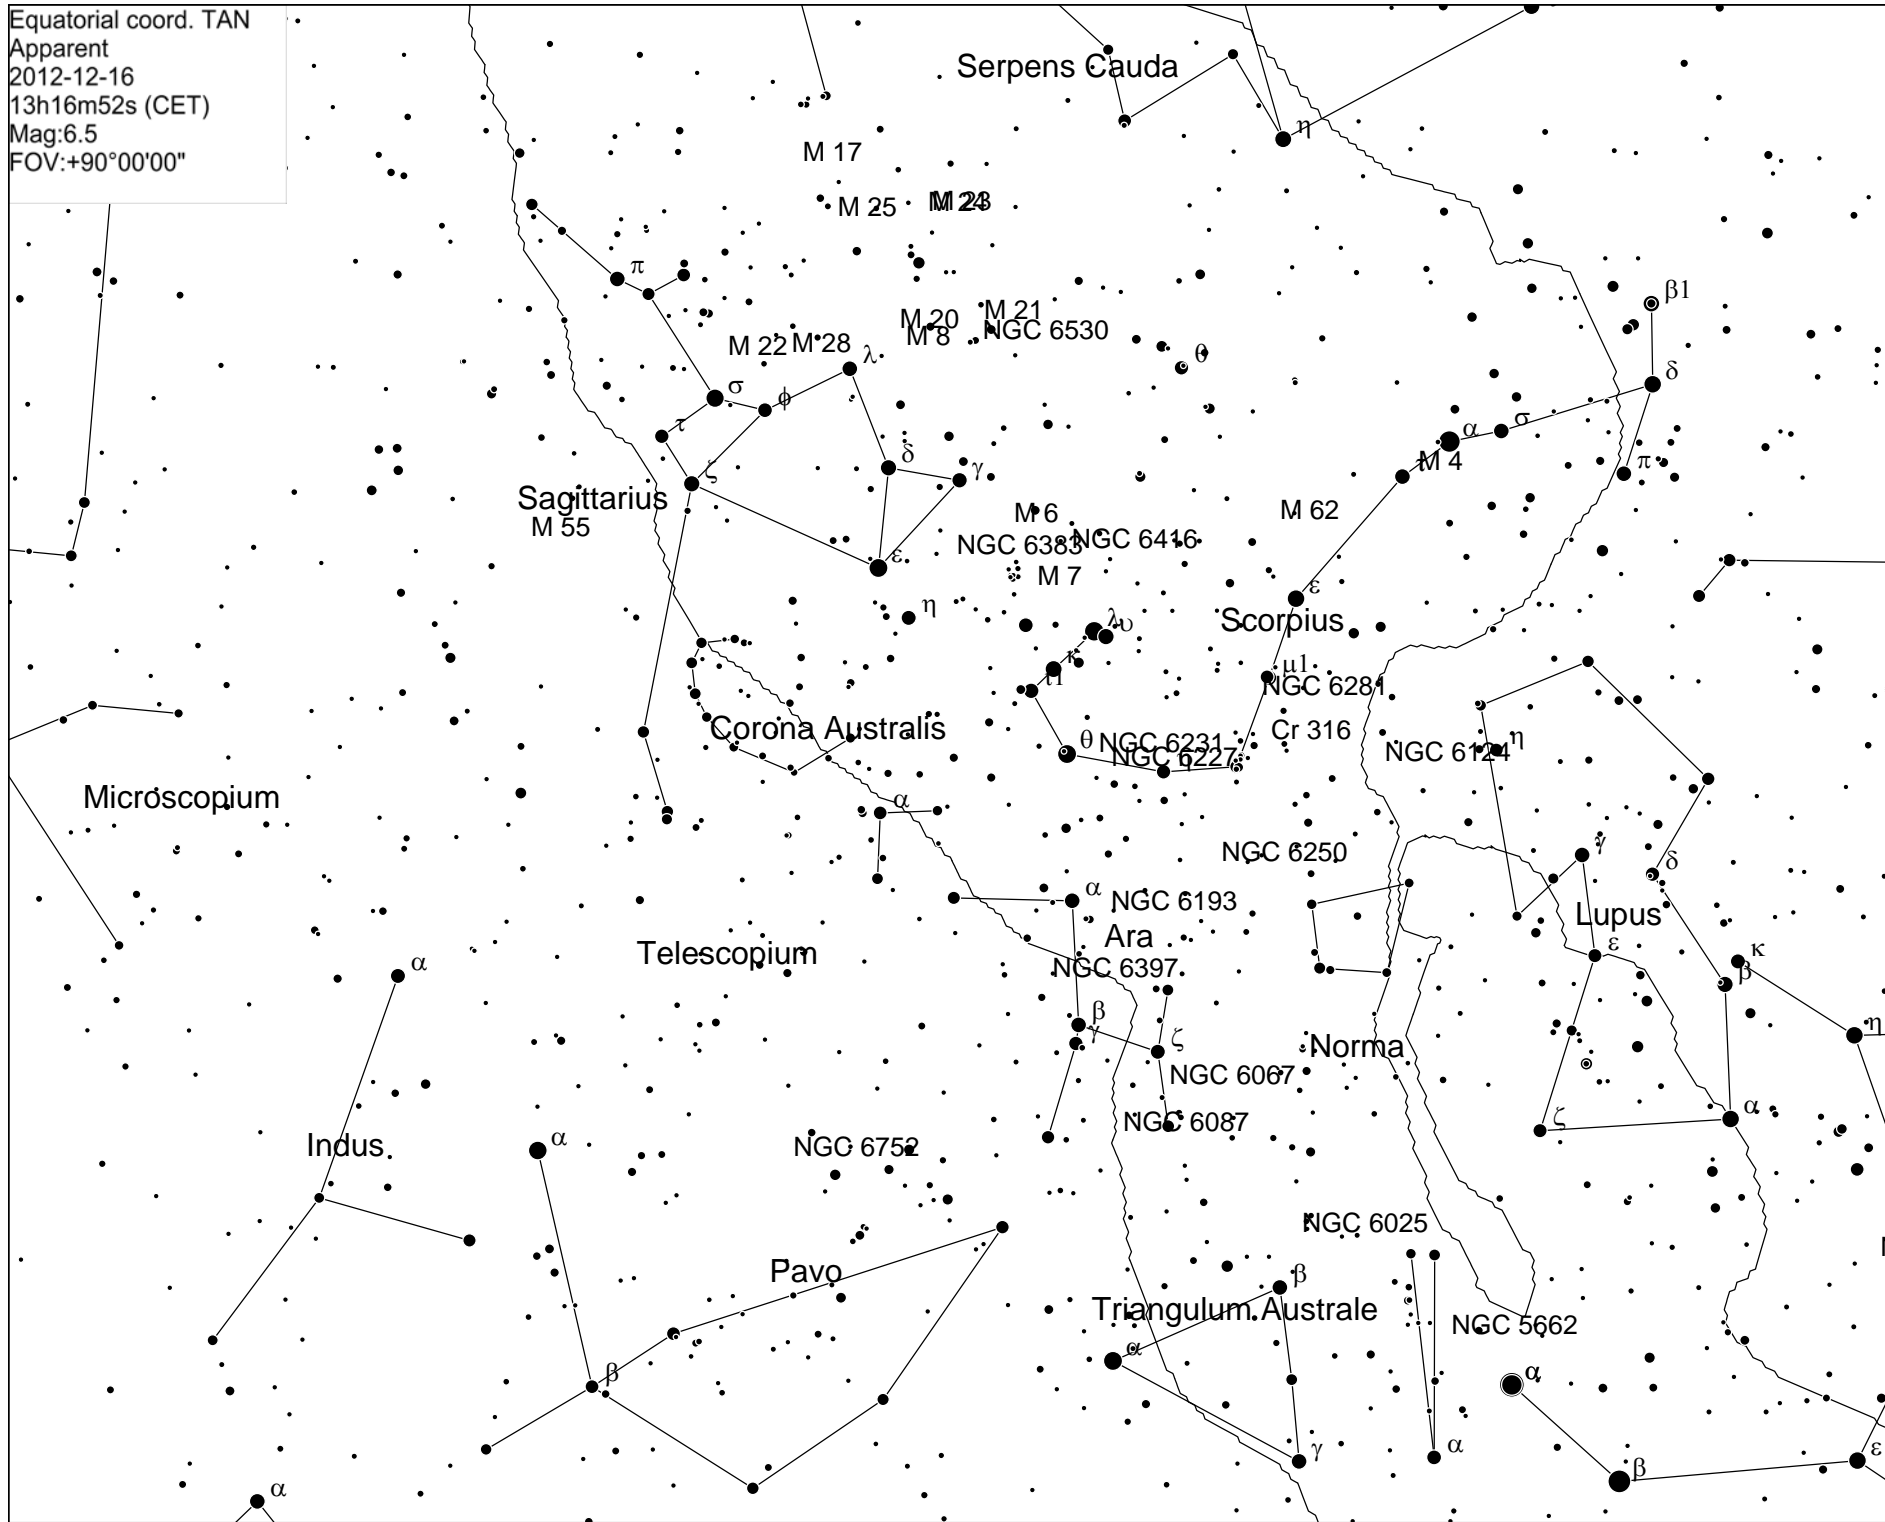 Equatorial coord. TAN
Apparent
2012-12-16
13h16m52s (CET)
Mag:6.5
FOV:+90°00'00"
Serpens Cauda
η
M 17
M 25
M 23
π
β1
M 21
M 20
NGC 6530
M 8
M 22
M 28
λ
θ
δ
σ
φ
α
σ
τ
M 4
δ
γ
π
ζ
Sagittarius
M 55
M 6
M 62
NGC 6383
NGC 6416
ε
M 7
ε
η
λ
υ
Scorpius
κ
ι1
μ1
NGC 6281
Corona Australis
θ
NGC 6231
Cr 316
NGC 6124
η
NGC 6227
η
Microscopium
α
NGC 6250
γ
δ
α
NGC 6193
Lupus
Ara
Telescopium
NGC 6397
ε
κ
β
α
β
γ
ζ
Norma
η
NGC 6067
α
NGC 6087
ζ
Indus
α
NGC 6752
NGC 6025
Pavo
β
Triangulum Australe
NGC 5662
α
α
β
γ
α
β
ε
α